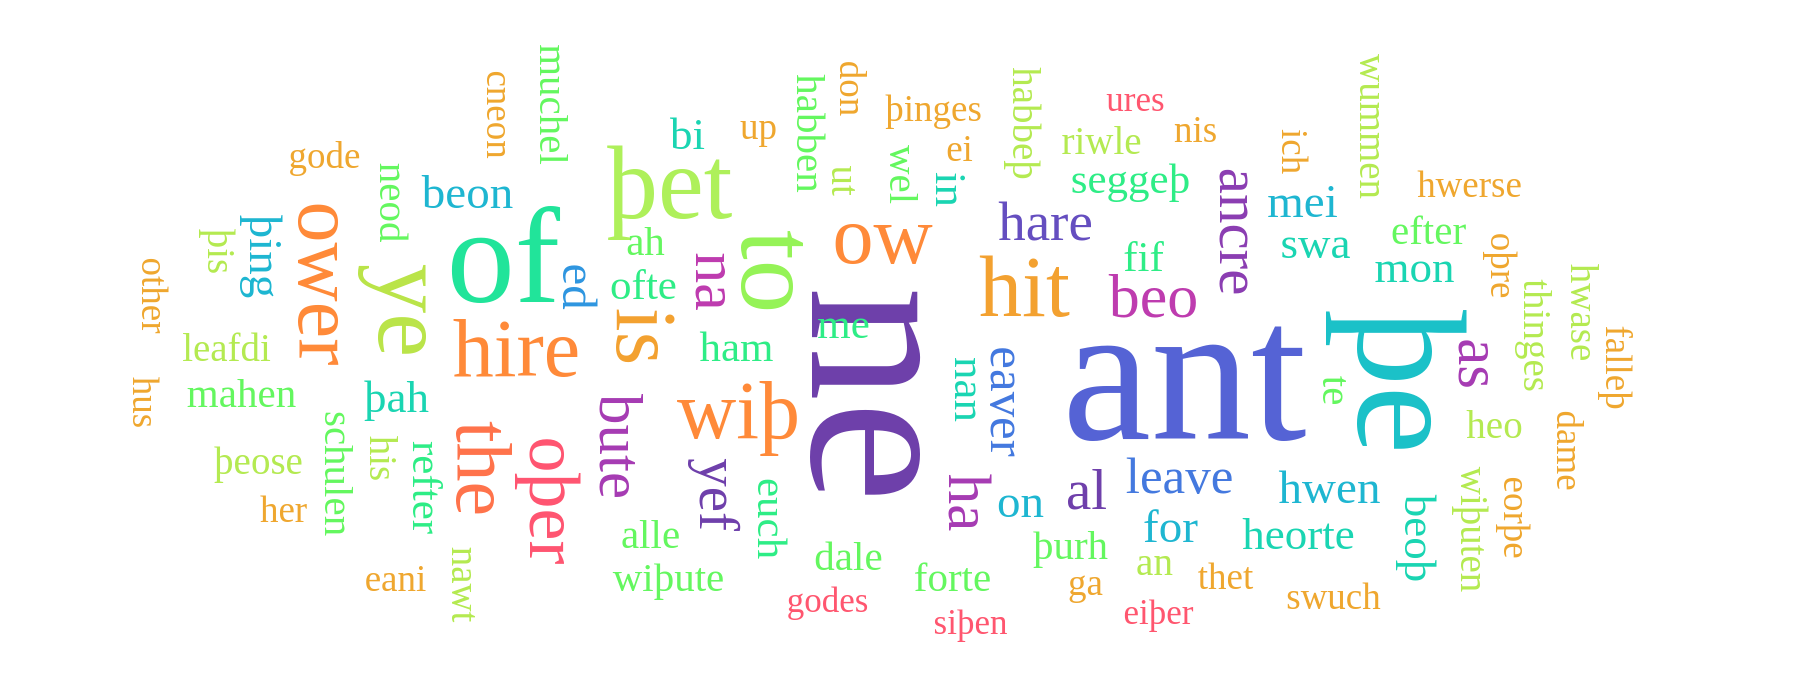 muchel
cneon
don
wummen
habben
þinges
habbeþ
ures
up
bi
ei
riwle
nis
ich
gode
neod
beon
þet
ut
wel
in
seggeþ
ancre
mei
hwerse
þis
þing
ower
ye
of
ed
ah
ofte
na
to
ow
hare
fif
swa
efter
mon
oþre
other
hit
beo
things
hwase
leafdi
hire
is
ham
me
ne
nan
eaver
ant
þe
te
as
falleþ
hus
mahen
þah
bute
wiþ
heo
dame
þeose
schulen
his
refter
the
oþer
yef
euch
ha
on
al
leave
hwen
beoþ
wiþuten
eorþe
her
alle
for
heorte
nawt
dale
þurh
an
eani
wiþute
forte
ga
thet
swuch
godes
siþen
eiþer